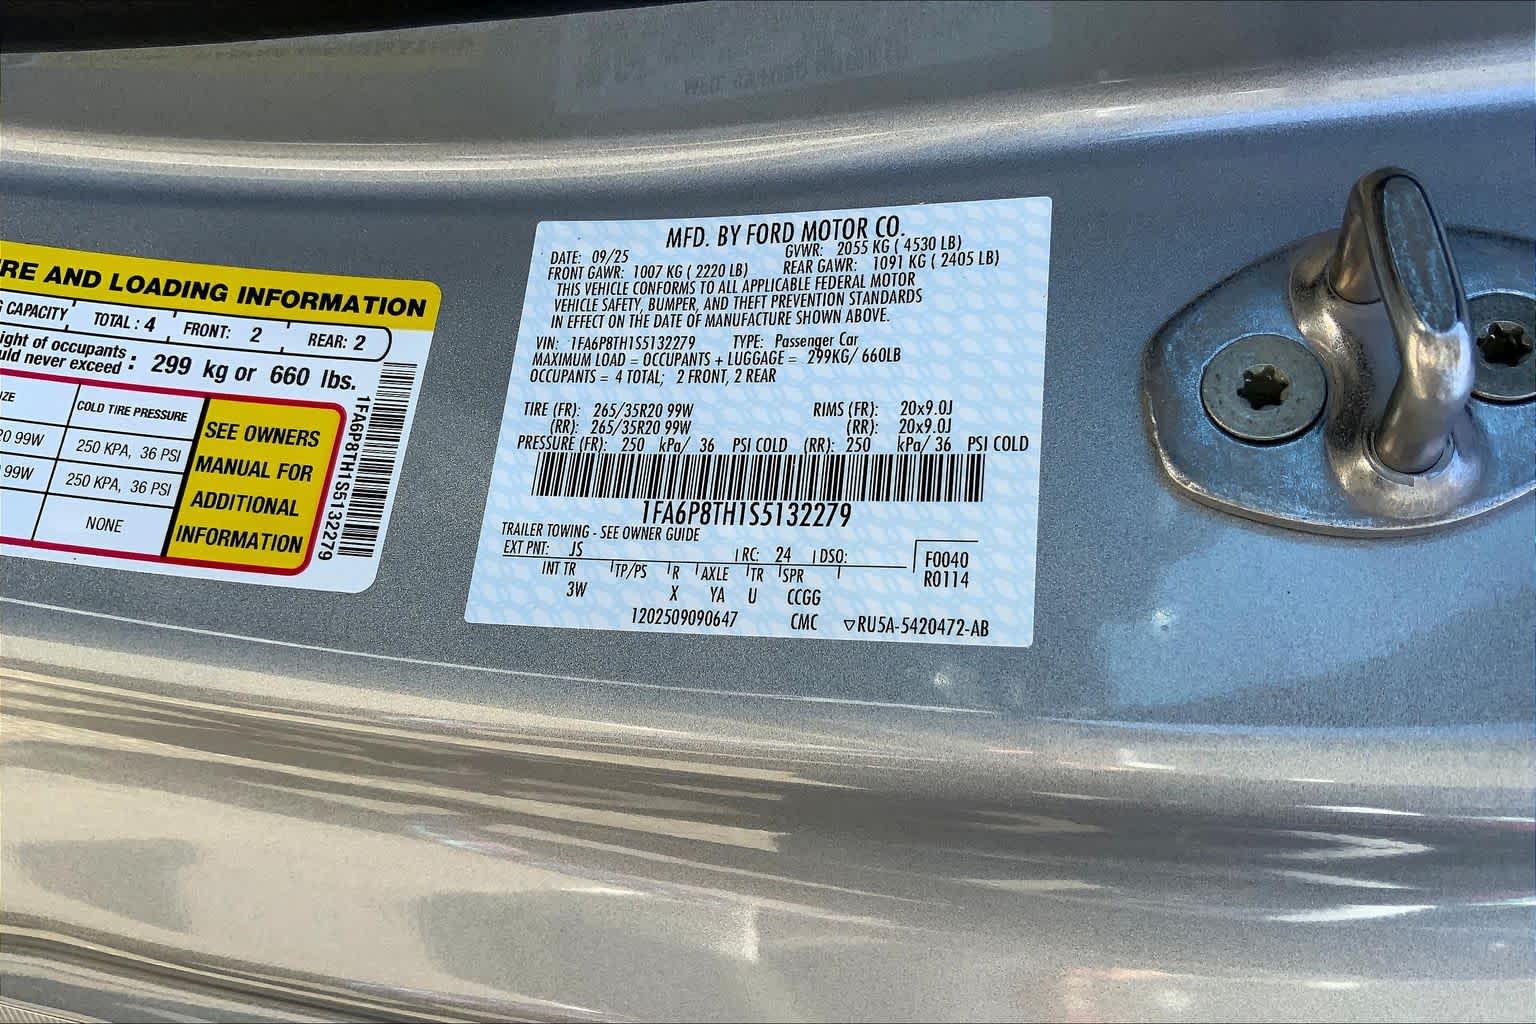 RE AND LOADING INFORMATION
G CAPACITY
TOTAL : 4
FRONT: 2
REAR: 2
ight of occupants
uld never exceed : 299 kg or 660 lbs.
ZE
COLD TIRE PRESSURE
20 99W
250 KPA, 36 PSI
99W
250 KPA, 36 PSI
NONE
SEE OWNERS
MANUAL FOR
ADDITIONAL
INFORMATION
1FA6P8TH1S5132279
MFD. BY FORD MOTOR CO.
DATE: 09/25 GVWR: 2055 KG ( 4530 LB)
FRONT GAWR: 1007 KG ( 2220 LB) REAR GAWR: 1091 KG ( 2405 LB)
THIS VEHICLE CONFORMS TO ALL APPLICABLE FEDERAL MOTOR
VEHICLE SAFETY, BUMPER, AND THEFT PREVENTION STANDARDS
IN EFFECT ON THE DATE OF MANUFACTURE SHOWN ABOVE.
VIN: 1FA6P8TH1S5132279 TYPE: Passenger Car
MAXIMUM LOAD = OCCUPANTS + LUGGAGE = 299KG/ 660LB
OCCUPANTS = 4 TOTAL; 2 FRONT, 2 REAR
TIRE (FR): 265/35R20 99W RIMS (FR): 20x9.0J
(RR): 265/35R20 99W (RR): 20x9.0J
PRESSURE (FR): 250 kPa/ 36 PSI COLD (RR): 250 kPa/ 36 PSI COLD
1FA6P8TH1S5132279
TRAILER TOWING - SEE OWNER GUIDE
EXT PNT: JS RC: 24 DSO: F0040
INT TR TP/PS R AXLE TR SPR R0114
3W X YA U CCGG
1202509090647 CMC ▽RU5A-5420472-AB